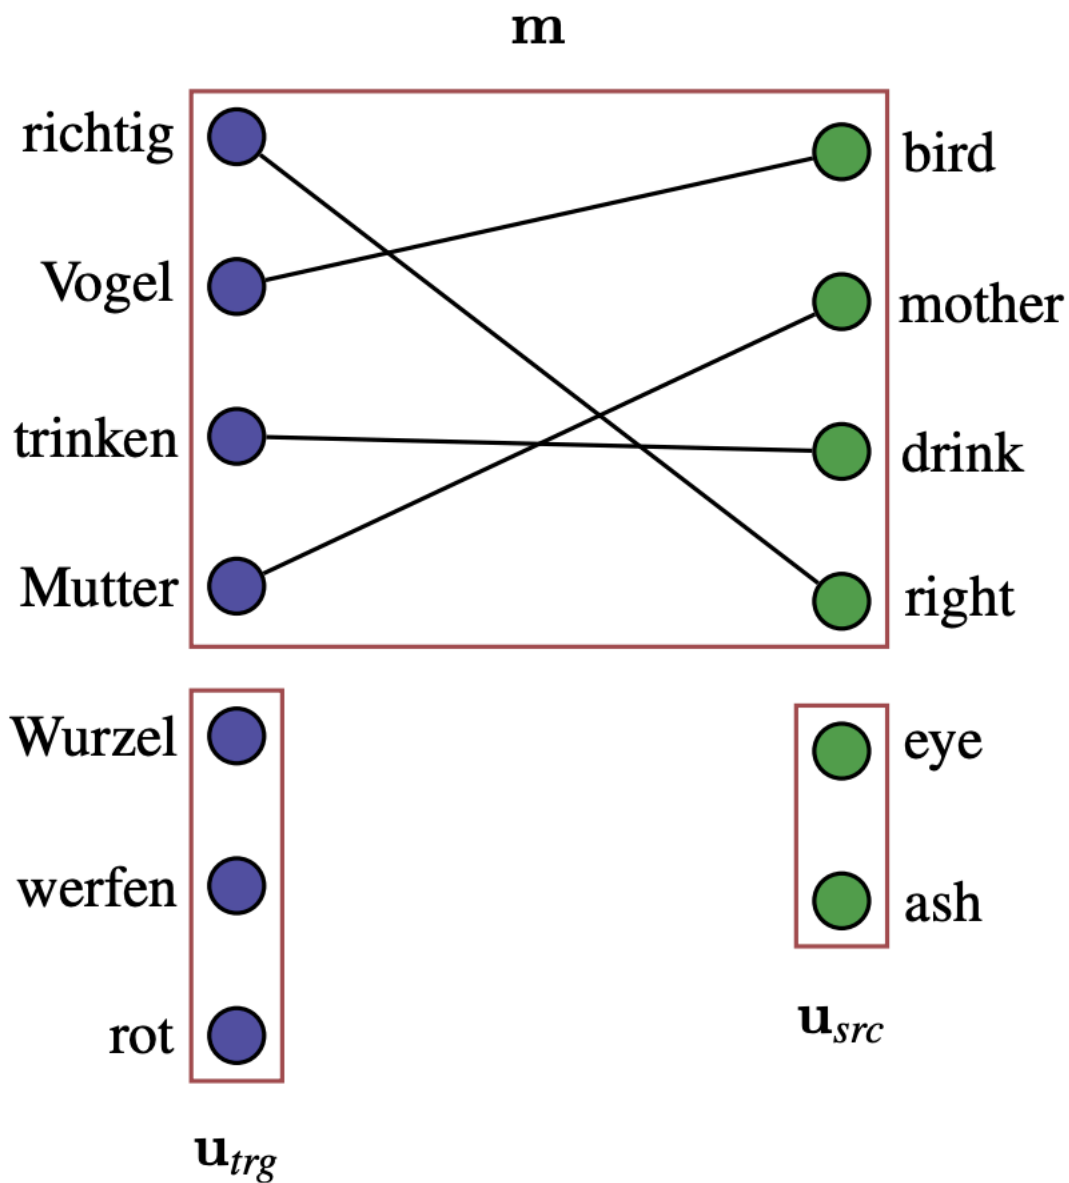 m
richtig
bird
Vogel
mother
trinken
drink
Mutter
right
Wurzel
eye
werfen
ash
rot
u_src
u_trg